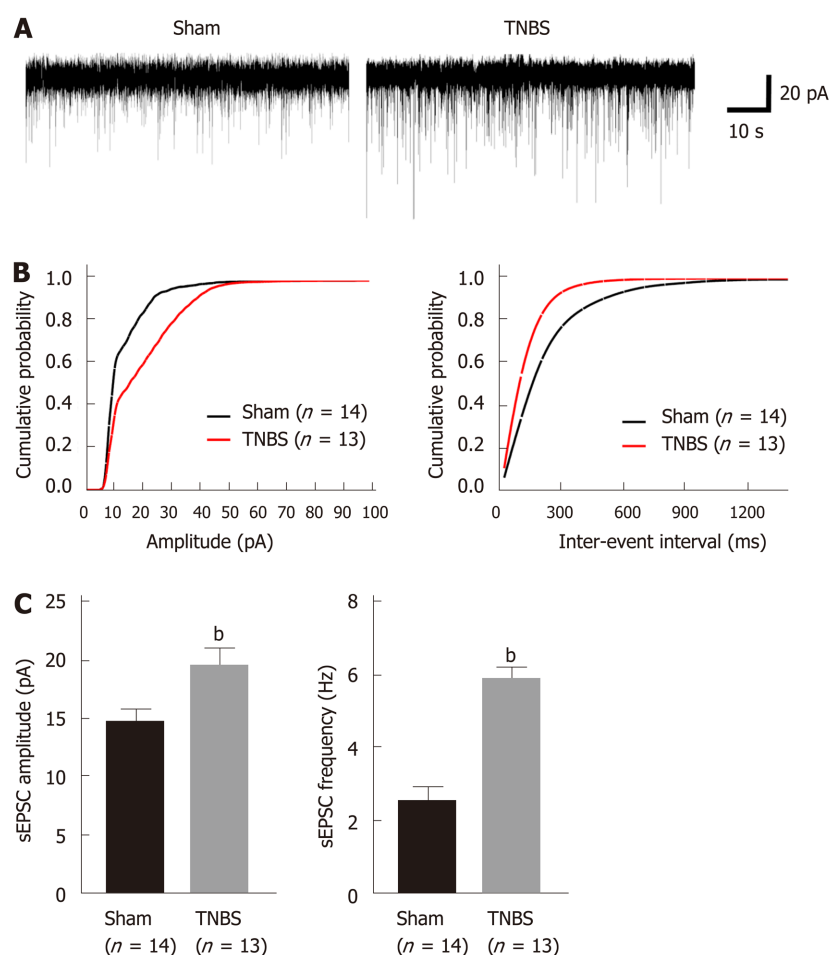 A
Sham
TNBS
20 pA
10 s
B
1.0
0.8
0.6
0.4
0.2
0.0
Cumulative probability
Sham (n = 14)
TNBS (n = 13)
0 10 20 30 40 50 60 70 80 90 100
Amplitude (pA)
1.0
0.8
0.6
0.4
0.2
0.0
Cumulative probability
Sham (n = 14)
TNBS (n = 13)
0 300 600 900 1200
Inter-event interval (ms)
C
25
20
15
10
5
0
sEPSC amplitude (pA)
b
Sham TNBS
(n = 14) (n = 13)
8
6
4
2
0
sEPSC frequency (Hz)
b
Sham TNBS
(n = 14) (n = 13)